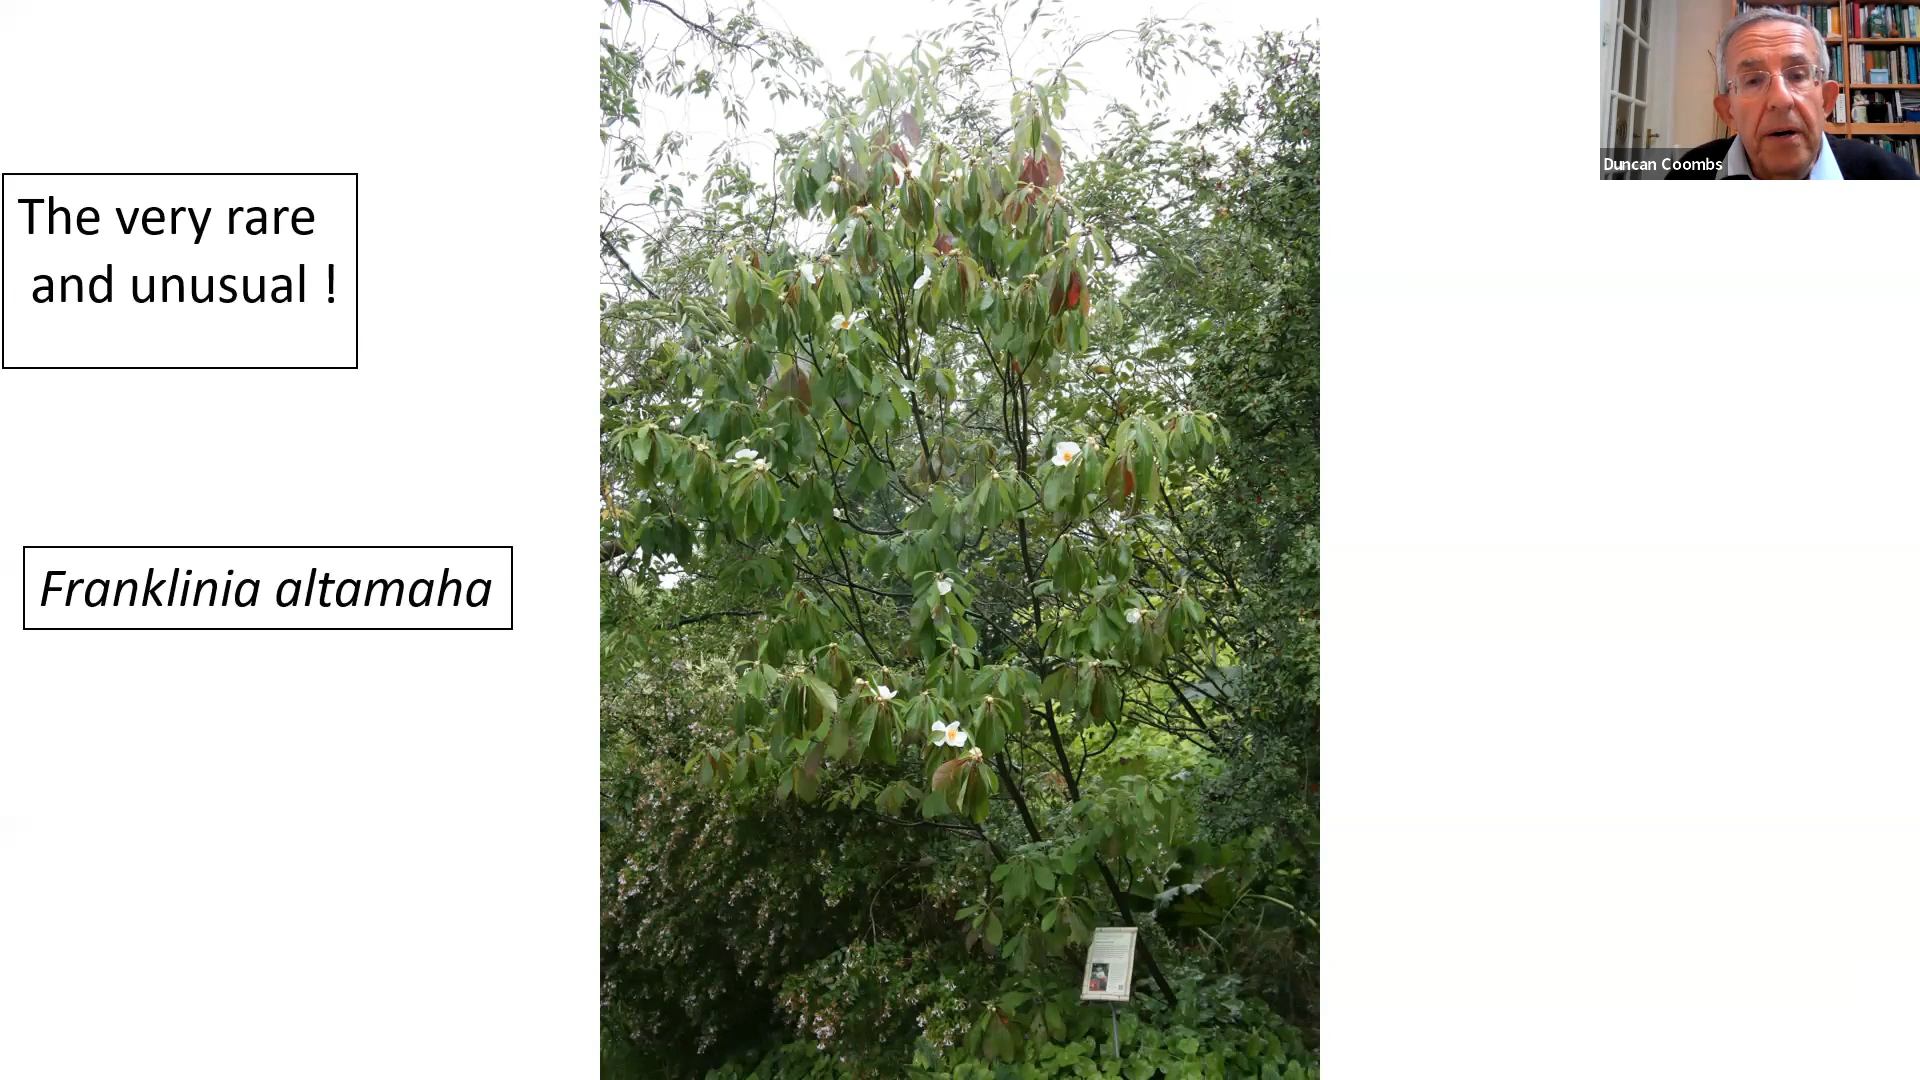 The very rare
and unusual !
Franklinia altamaha
Duncan Coombs